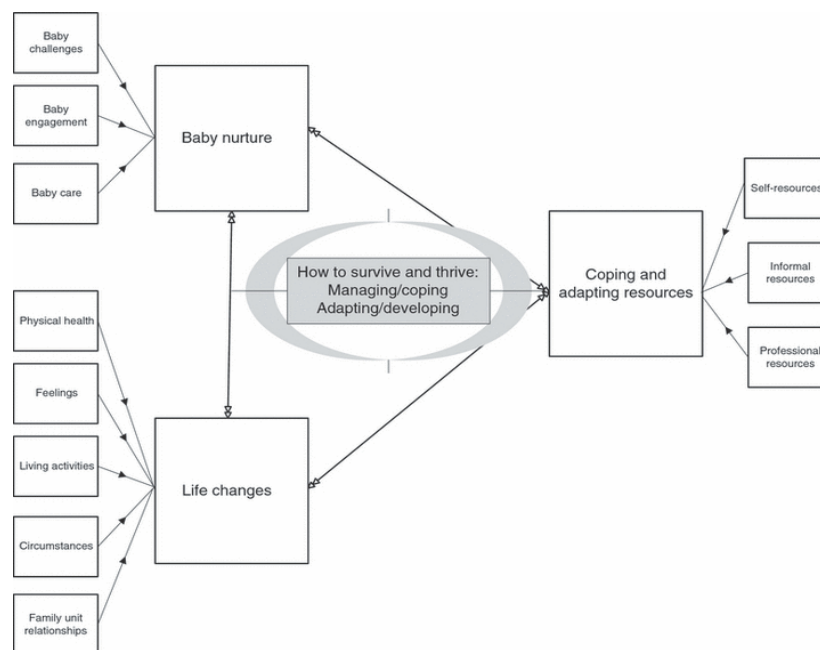 Baby
challenges
Baby
engagement
Baby care
Baby nurture
Self-resources
Informal
resources
Professional
resources
Coping and
adapting resources
How to survive and thrive:
Managing/coping
Adapting/developing
Physical health
Feelings
Living activities
Circumstances
Family unit
relationships
Life changes